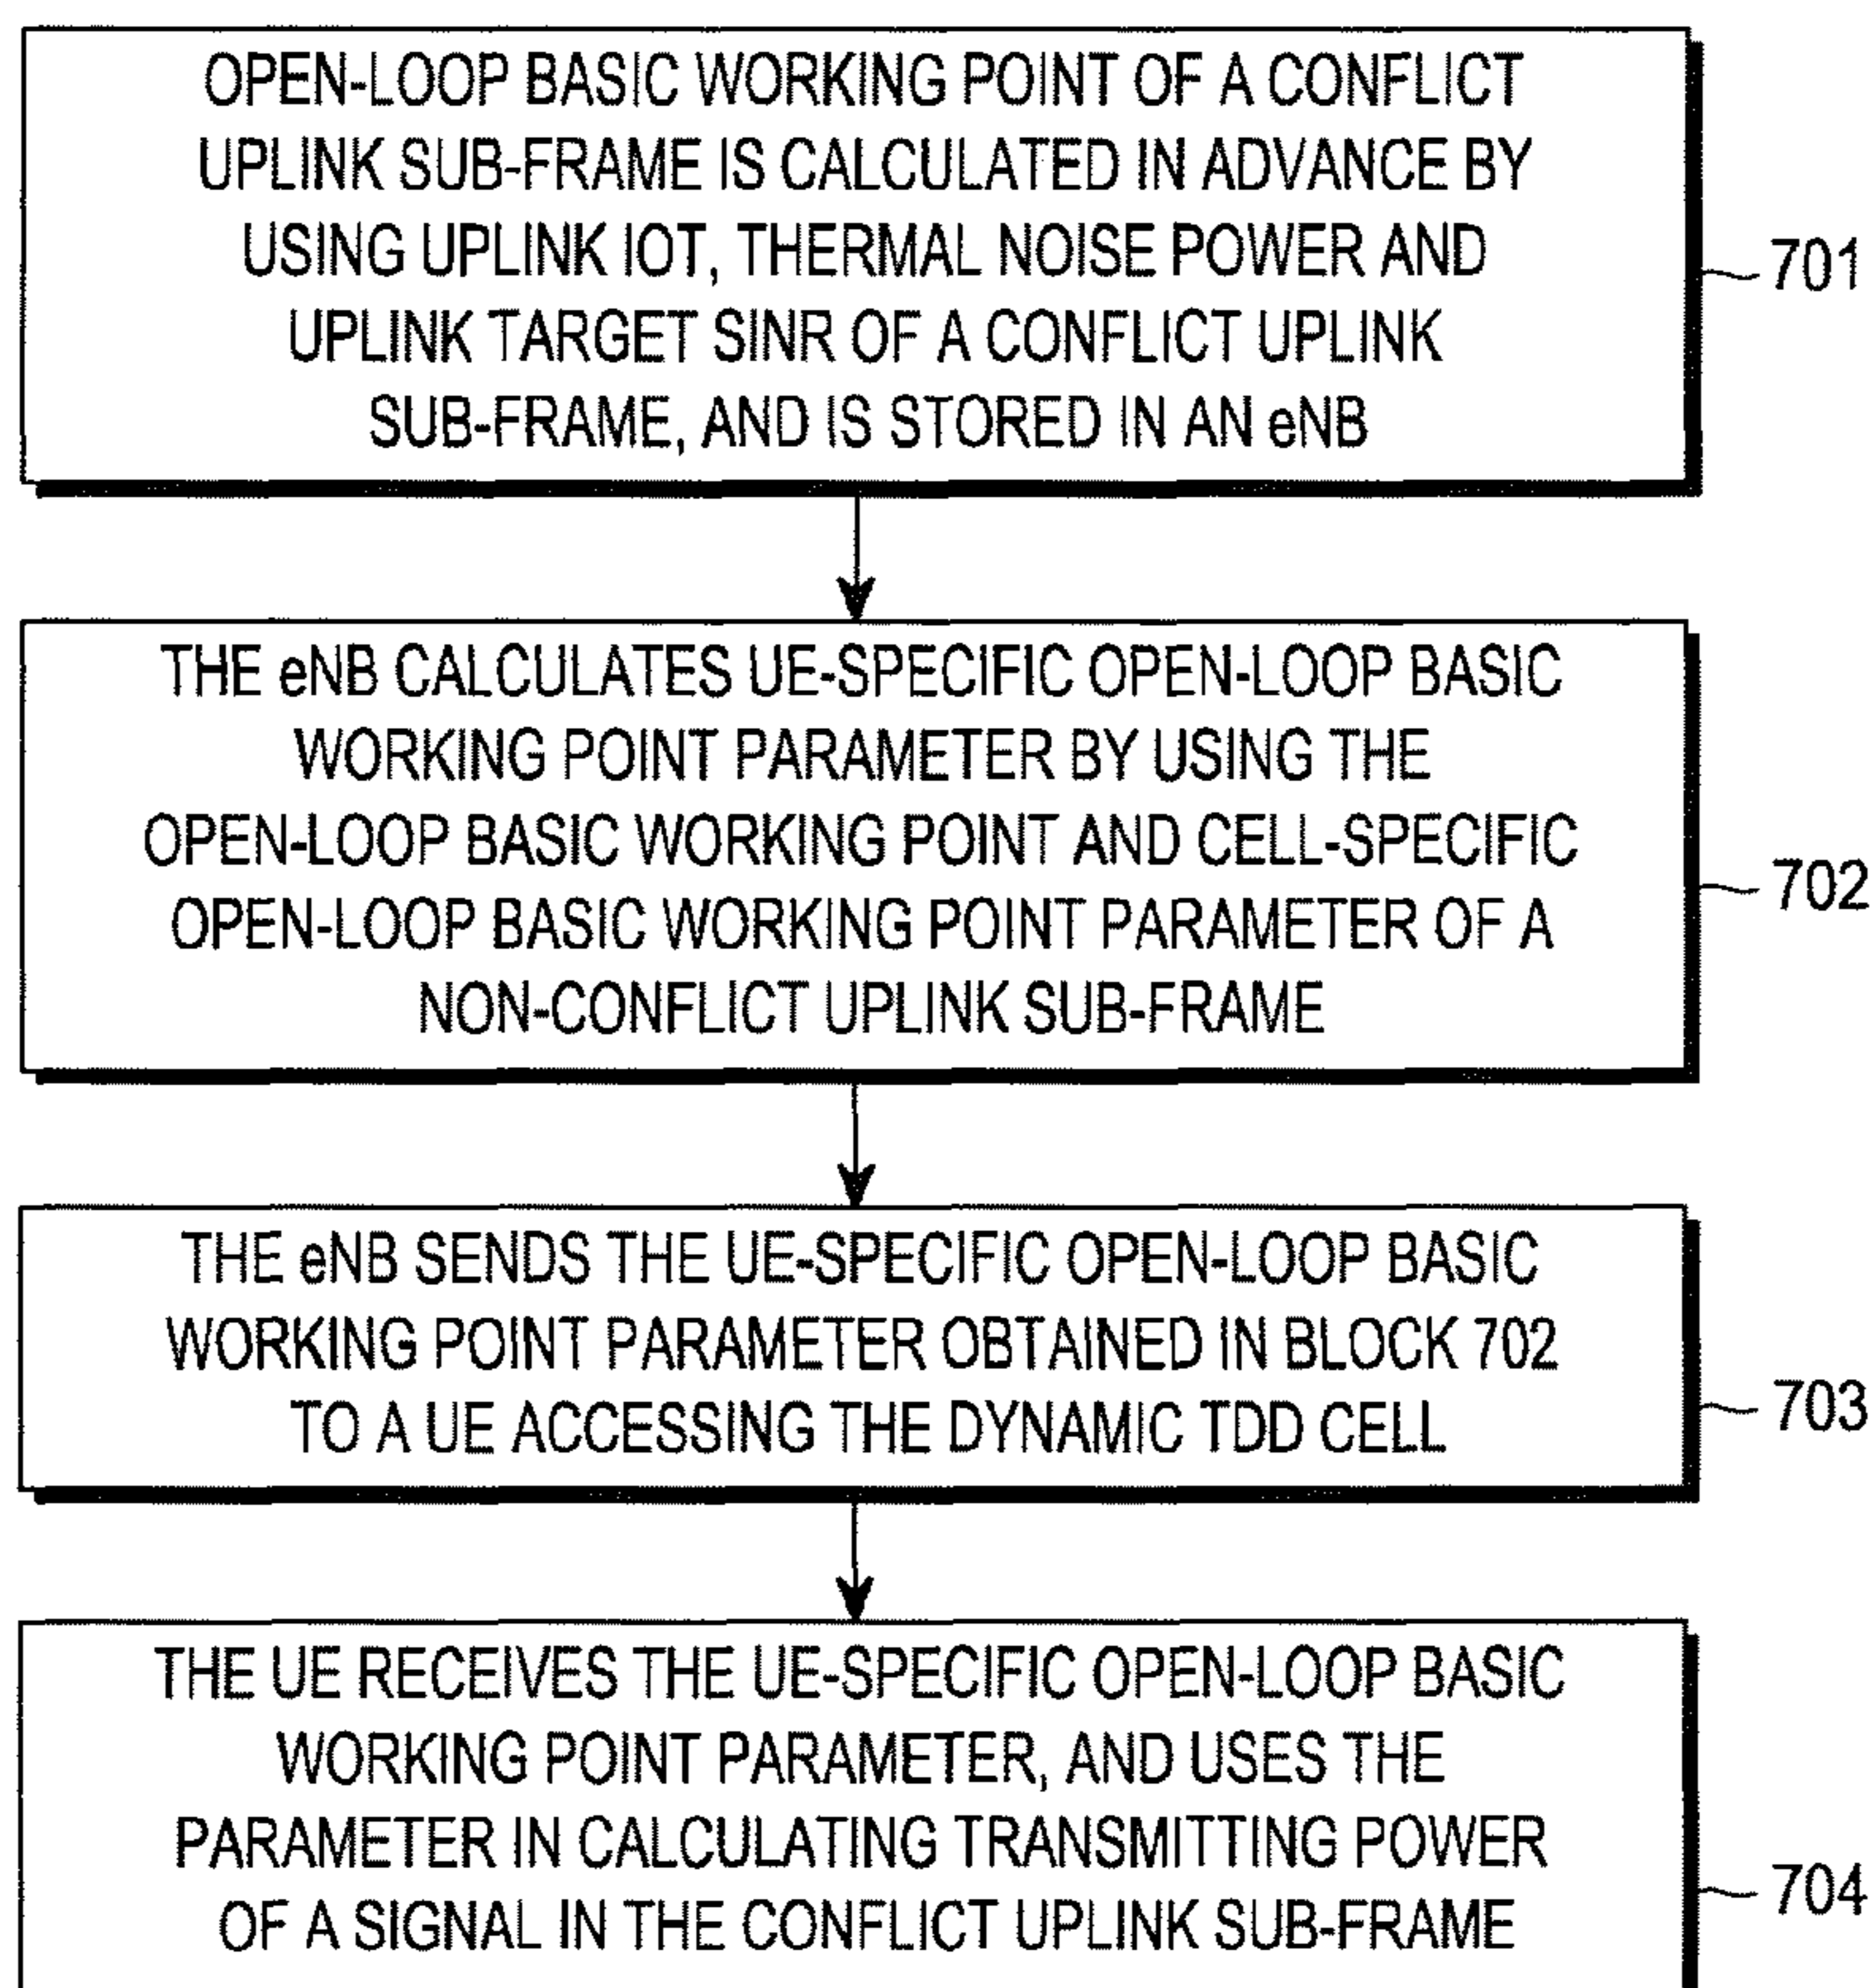 OPEN-LOOP BASIC WORKING POINT OF A CONFLICT
UPLINK SUB-FRAME IS CALCULATED IN ADVANCE BY
USING UPLINK IOT, THERMAL NOISE POWER AND
UPLINK TARGET SINR OF A CONFLICT UPLINK
SUB-FRAME, AND IS STORED IN AN eNB
701
THE eNB CALCULATES UE-SPECIFIC OPEN-LOOP BASIC
WORKING POINT PARAMETER BY USING THE
OPEN-LOOP BASIC WORKING POINT AND CELL-SPECIFIC
OPEN-LOOP BASIC WORKING POINT PARAMETER OF A
NON-CONFLICT UPLINK SUB-FRAME
702
THE eNB SENDS THE UE-SPECIFIC OPEN-LOOP BASIC
WORKING POINT PARAMETER OBTAINED IN BLOCK 702
TO A UE ACCESSING THE DYNAMIC TDD CELL
703
THE UE RECEIVES THE UE-SPECIFIC OPEN-LOOP BASIC
WORKING POINT PARAMETER, AND USES THE
PARAMETER IN CALCULATING TRANSMITTING POWER
OF A SIGNAL IN THE CONFLICT UPLINK SUB-FRAME
704